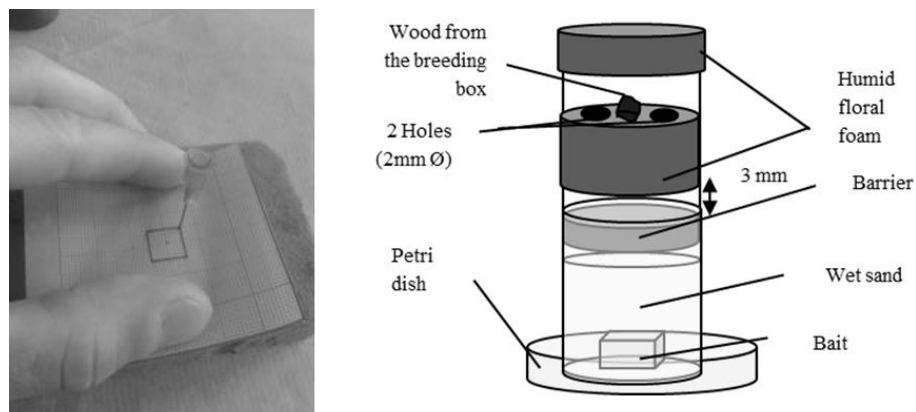 Wood from
the breeding
box
2 Holes
(2mm Ø)
Petri
dish
Humid
floral
foam
3 mm
Barrier
Wet sand
Bait